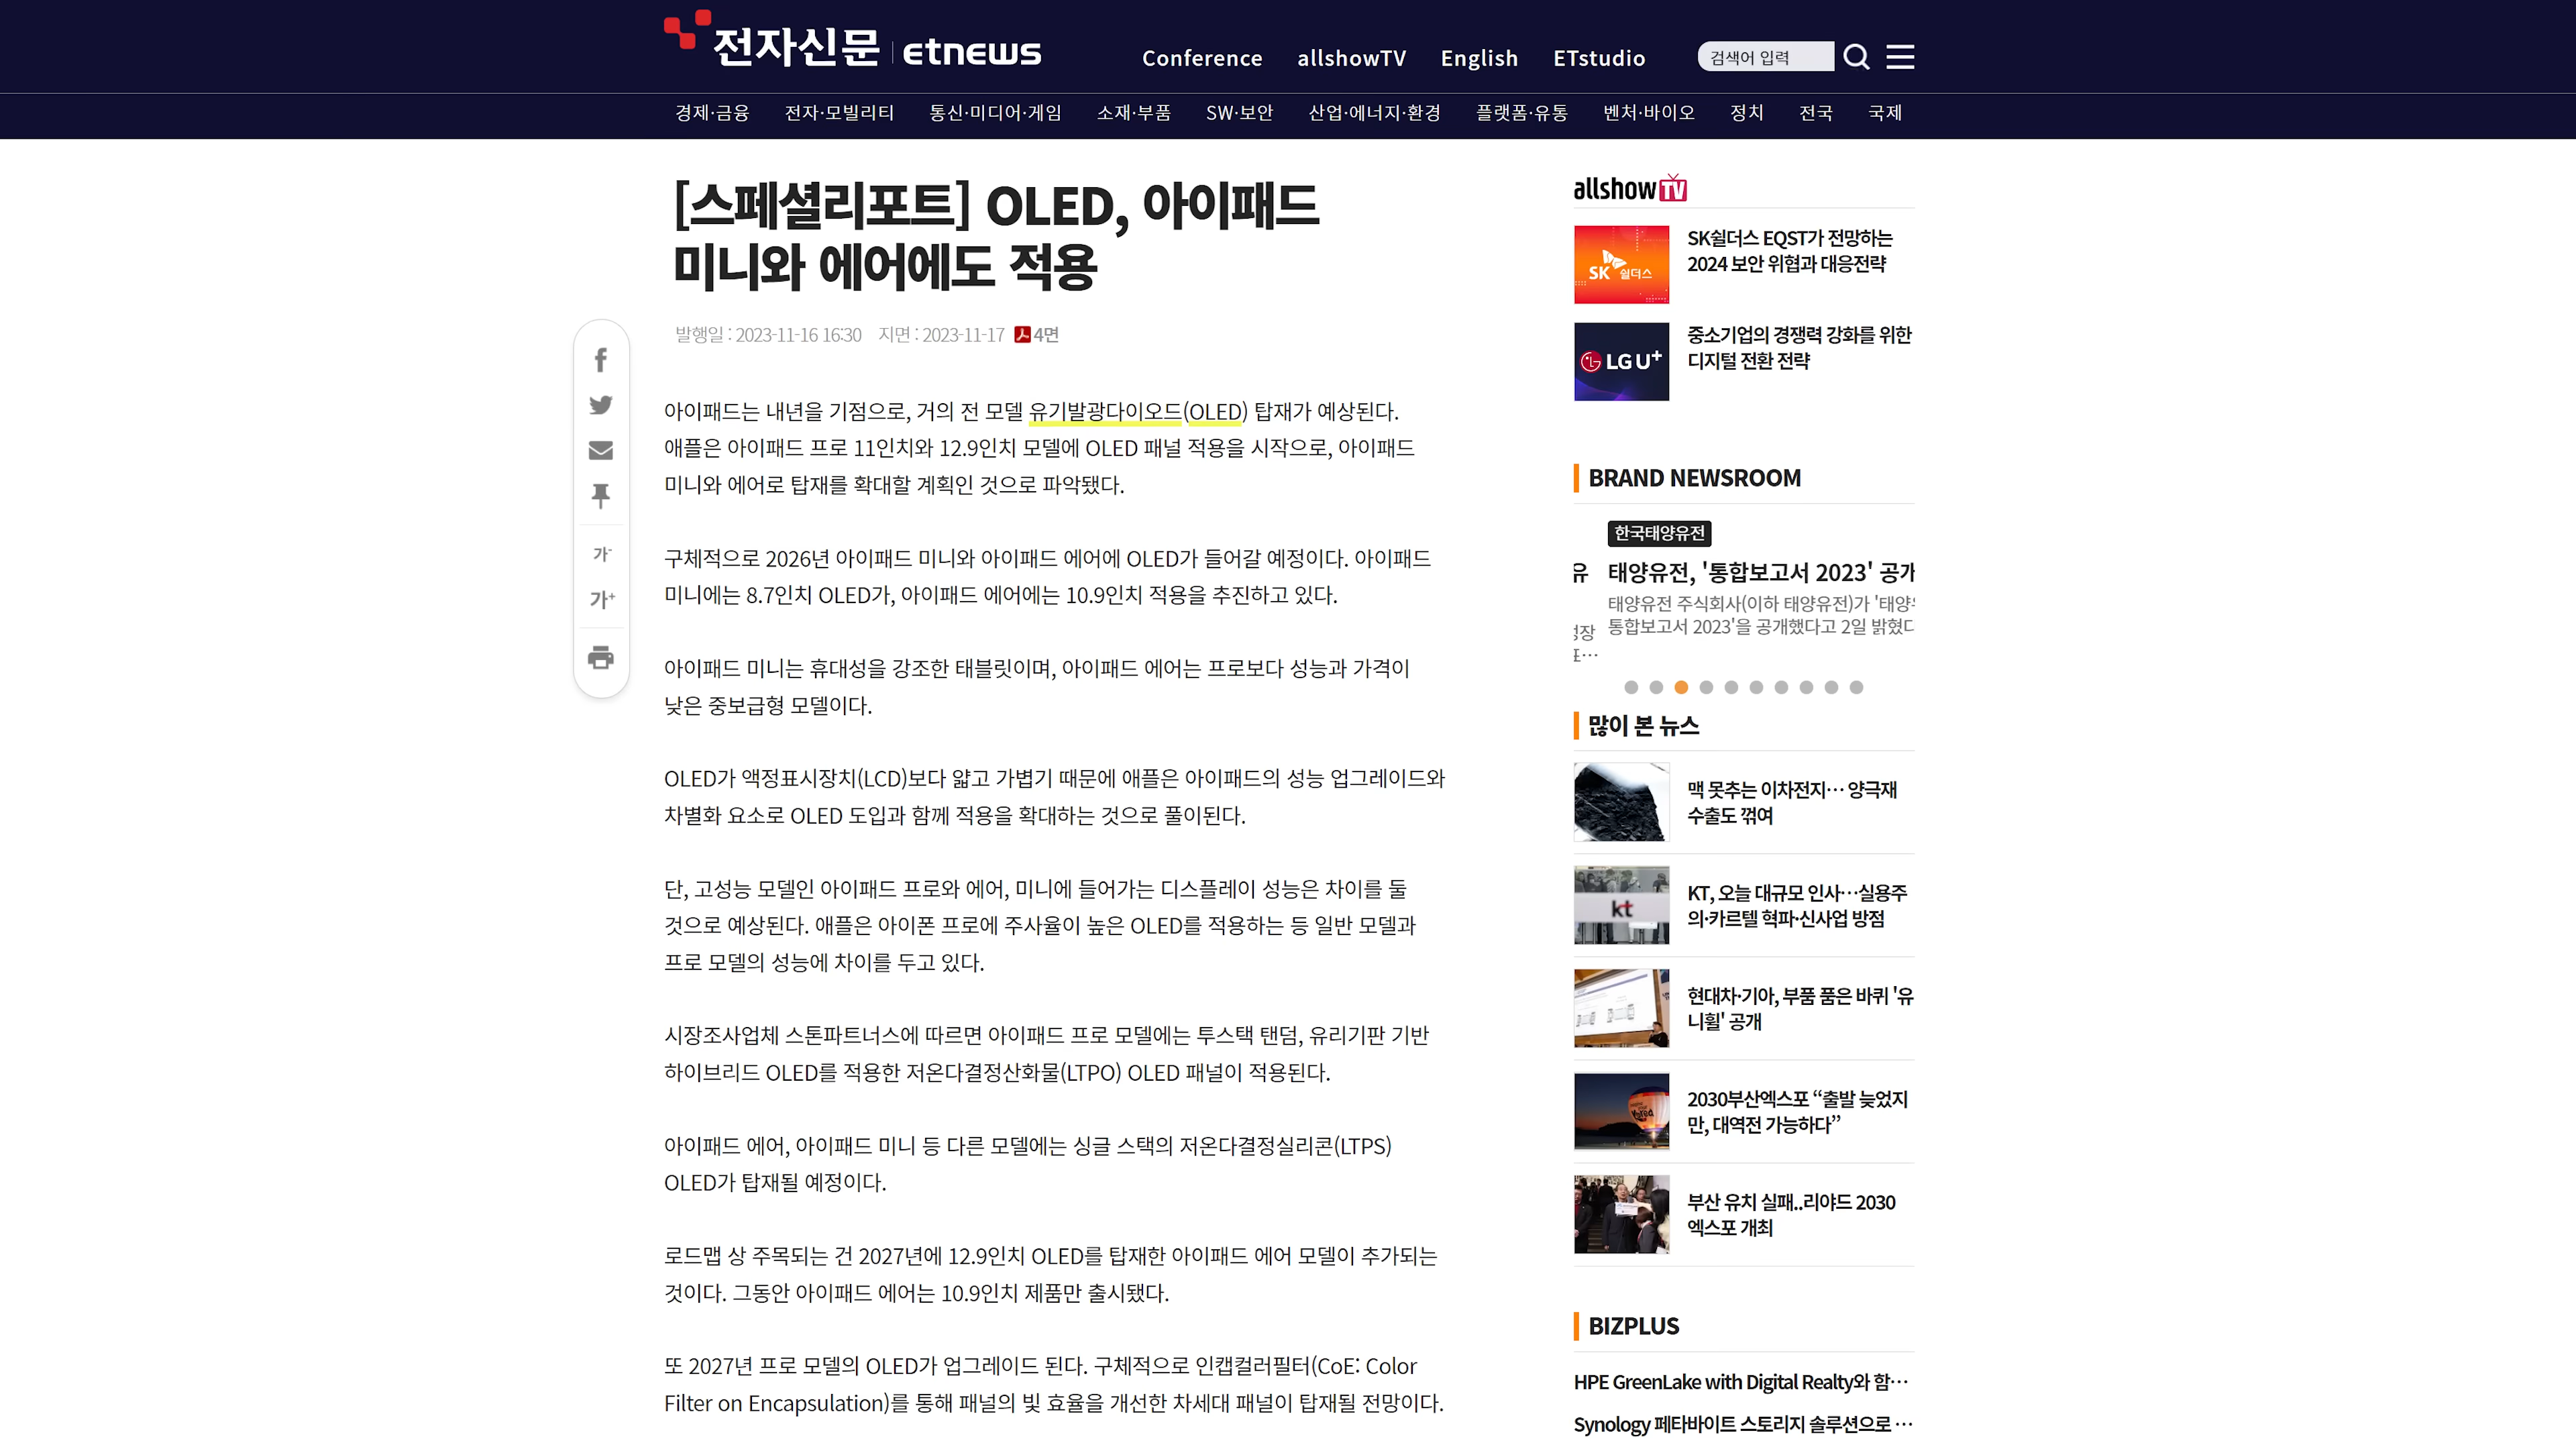 전자신문 etnews
Conference allshowTV English ETstudio
검색어 입력
경제·금융 전자·모빌리티 통신·미디어·게임 소재·부품 SW·보안 산업·에너지·환경 플랫폼·유통 벤처·바이오 정치 전국 국제
[스페셜리포트] OLED, 아이패드
미니와 에어에도 적용
발행일 : 2023-11-16 16:30 지면 : 2023-11-17 4면
가-
가+
아이패드는 내년을 기점으로, 거의 전 모델 유기발광다이오드(OLED) 탑재가 예상된다.
애플은 아이패드 프로 11인치와 12.9인치 모델에 OLED 패널 적용을 시작으로, 아이패드
미니와 에어로 탑재를 확대할 계획인 것으로 파악됐다.
구체적으로 2026년 아이패드 미니와 아이패드 에어에 OLED가 들어갈 예정이다. 아이패드
미니에는 8.7인치 OLED가, 아이패드 에어에는 10.9인치 적용을 추진하고 있다.
아이패드 미니는 휴대성을 강조한 태블릿이며, 아이패드 에어는 프로보다 성능과 가격이
낮은 중보급형 모델이다.
OLED가 액정표시장치(LCD)보다 얇고 가볍기 때문에 애플은 아이패드의 성능 업그레이드와
차별화 요소로 OLED 도입과 함께 적용을 확대하는 것으로 풀이된다.
단, 고성능 모델인 아이패드 프로와 에어, 미니에 들어가는 디스플레이 성능은 차이를 둘
것으로 예상된다. 애플은 아이폰 프로에 주사율이 높은 OLED를 적용하는 등 일반 모델과
프로 모델의 성능에 차이를 두고 있다.
시장조사업체 스톤파트너스에 따르면 아이패드 프로 모델에는 투스택 탠덤, 유리기판 기반
하이브리드 OLED를 적용한 저온다결정산화물(LTPO) OLED 패널이 적용된다.
아이패드 에어, 아이패드 미니 등 다른 모델에는 싱글 스택의 저온다결정실리콘(LTPS)
OLED가 탑재될 예정이다.
로드맵 상 주목되는 건 2027년에 12.9인치 OLED를 탑재한 아이패드 에어 모델이 추가되는
것이다. 그동안 아이패드 에어는 10.9인치 제품만 출시됐다.
또 2027년 프로 모델의 OLED가 업그레이드 된다. 구체적으로 인캡컬러필터(CoE: Color
Filter on Encapsulation)를 통해 패널의 빛 효율을 개선한 차세대 패널이 탑재될 전망이다.
allshowTV
SK 쉴더스
SK쉴더스 EQST가 전망하는
2024 보안 위협과 대응전략
LG U+
중소기업의 경쟁력 강화를 위한
디지털 전환 전략
BRAND NEWSROOM
한국태양유전
유 태양유전, '통합보고서 2023' 공개
태양유전 주식회사(이하 태양유전)가 '태양
통합보고서 2023'을 공개했다고 2일 밝혔다
많이 본 뉴스
맥 못추는 이차전지… 양극재
수출도 꺾여
kt
KT, 오늘 대규모 인사…실용주
의·카르텔 혁파·신사업 방점
현대차·기아, 부품 품은 바퀴 '유
니휠' 공개
Korea
2030부산엑스포 “출발 늦었지
만, 대역전 가능하다”
부산 유치 실패..리야드 2030
엑스포 개최
BIZPLUS
HPE GreenLake with Digital Realty와 함…
Synology 페타바이트 스토리지 솔루션으로 …